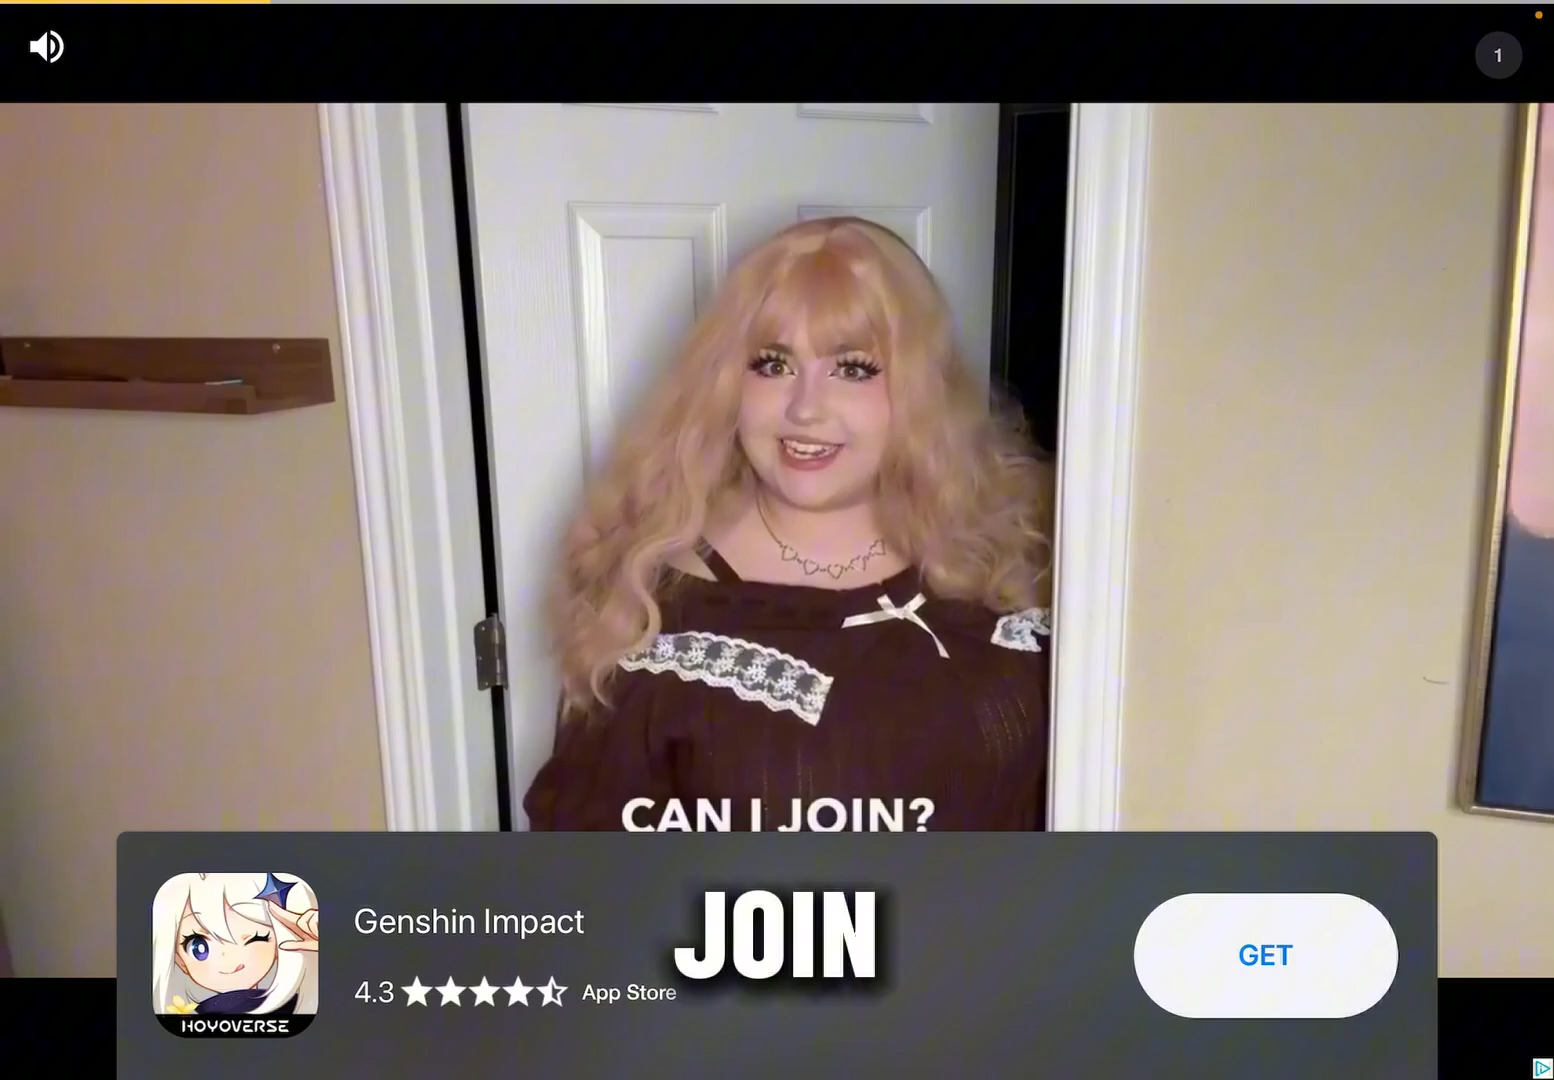 1
CAN I JOIN?
JOIN
Genshin Impact
4.3
App Store
GET
HOYOVERSE